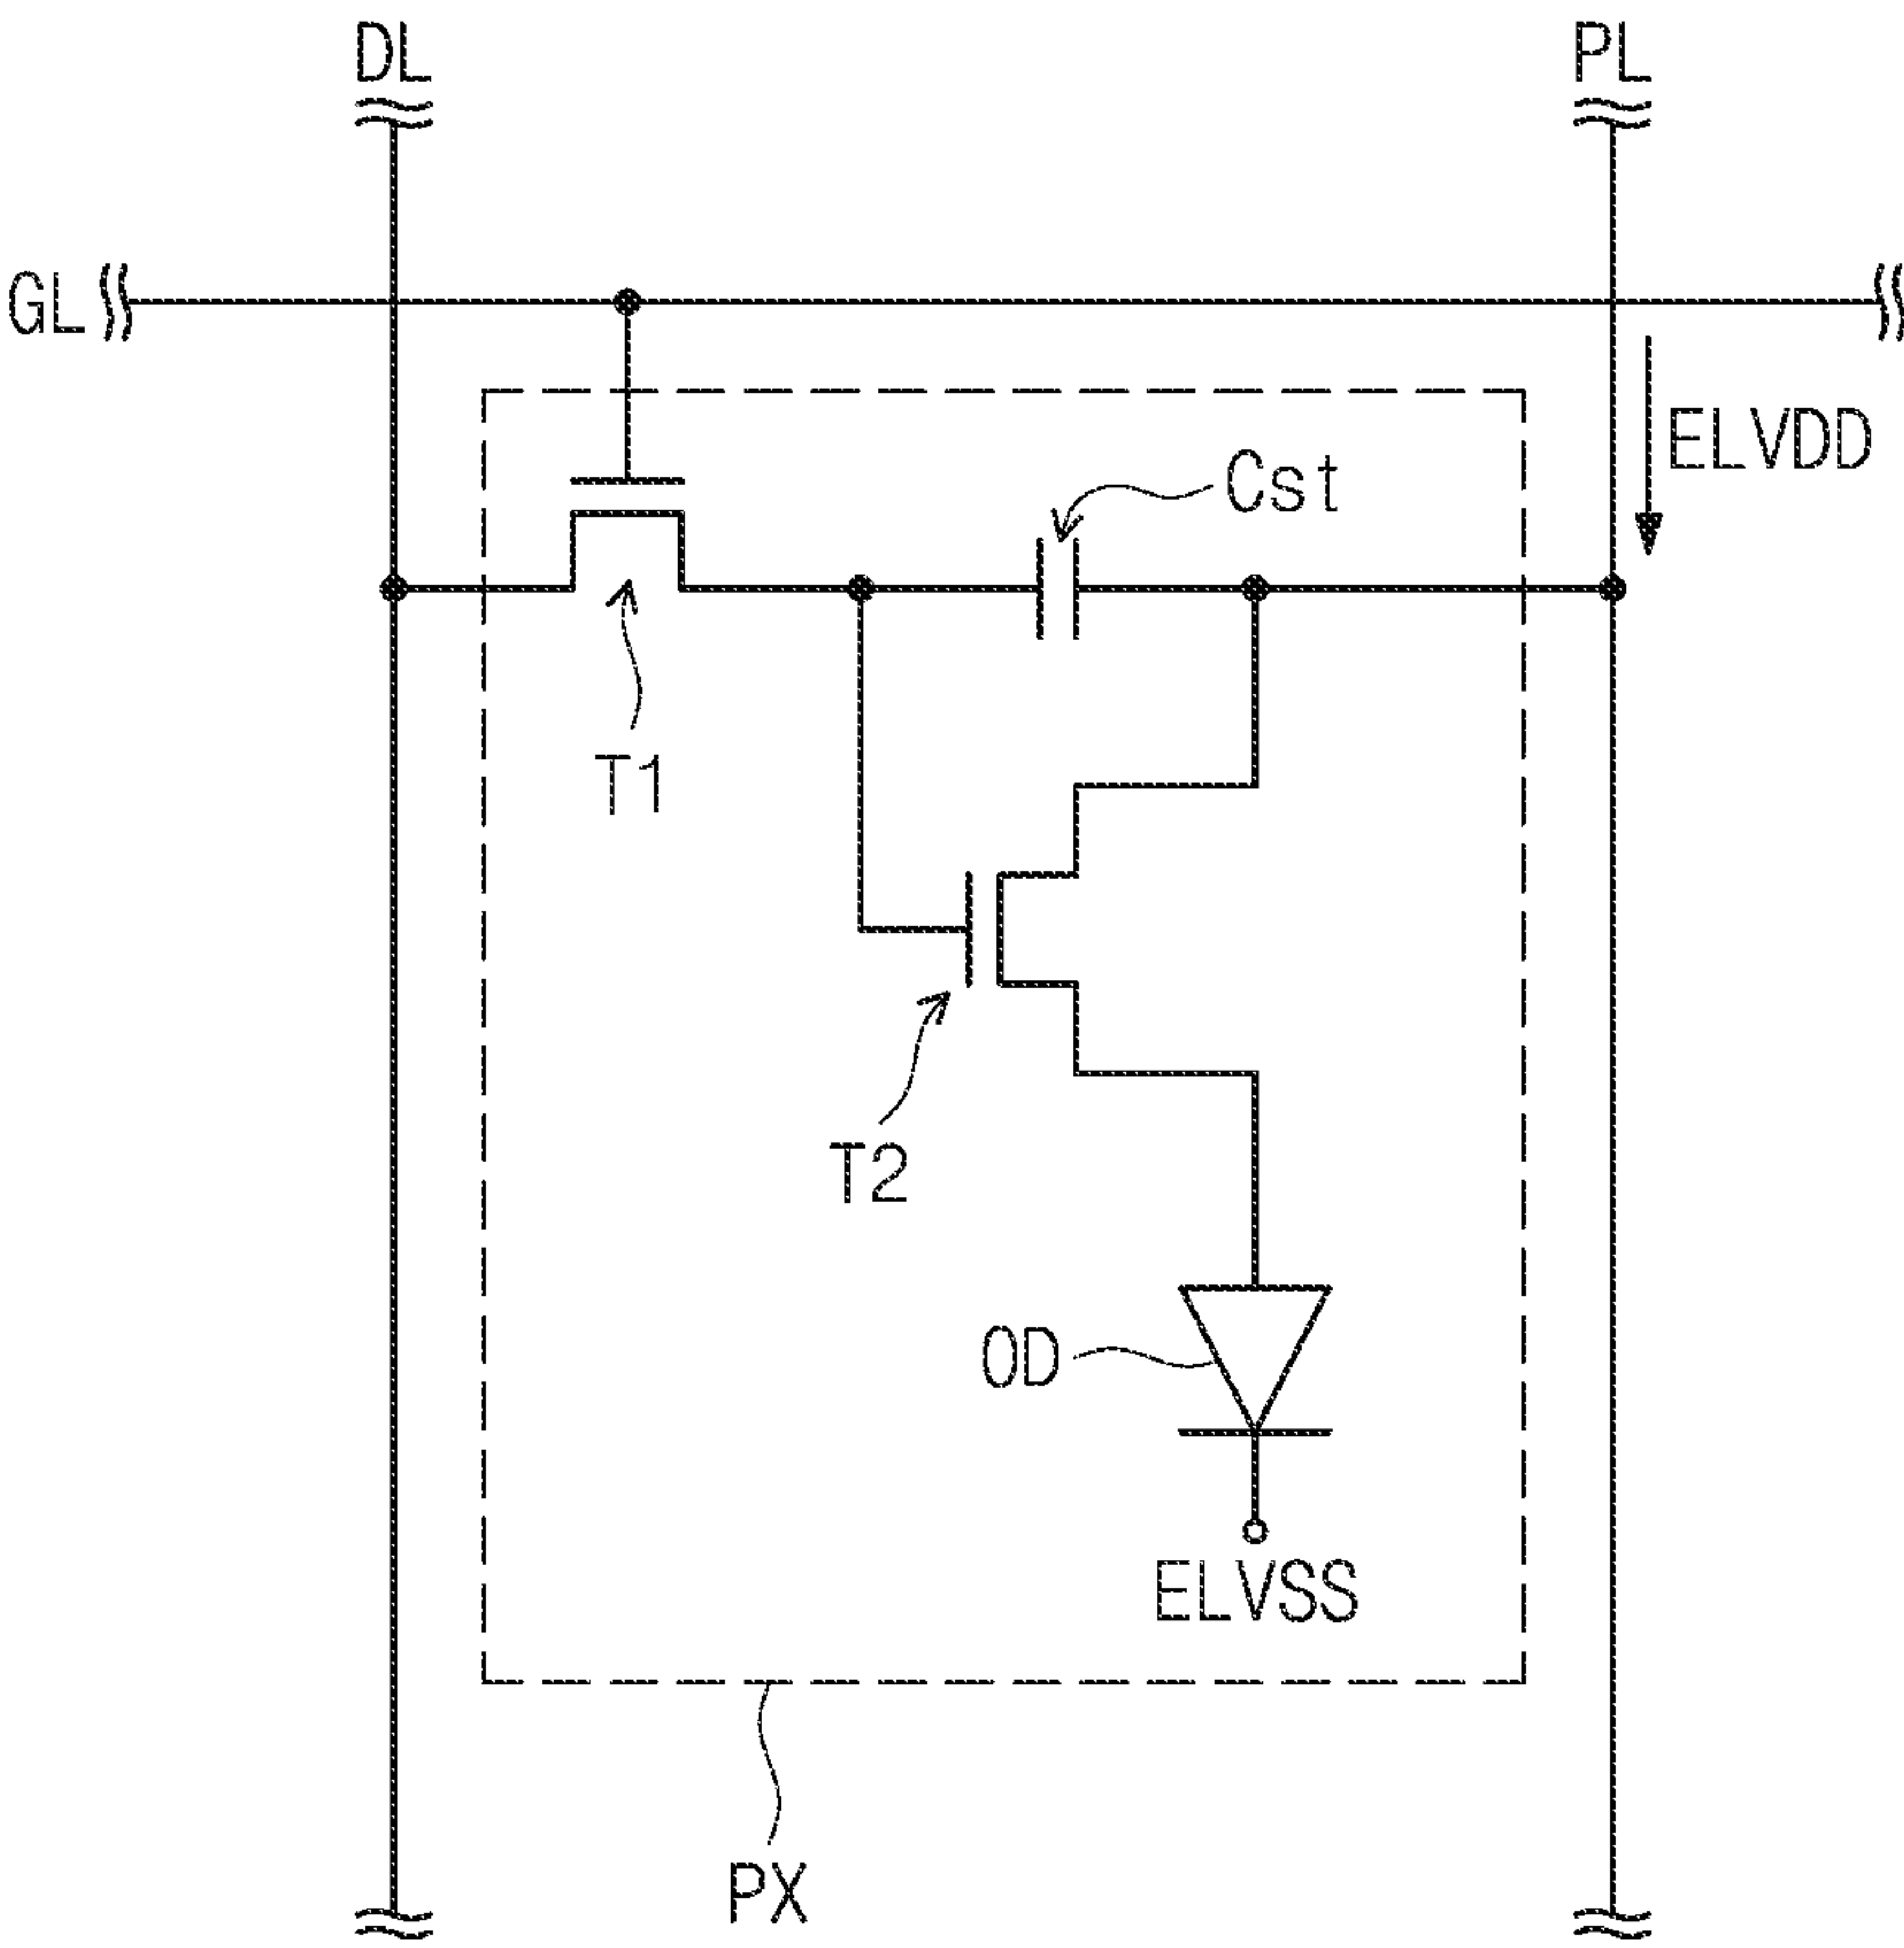 DL
PL
GL
ELVDD
Cst
T1
T2
OD
ELVSS
PX